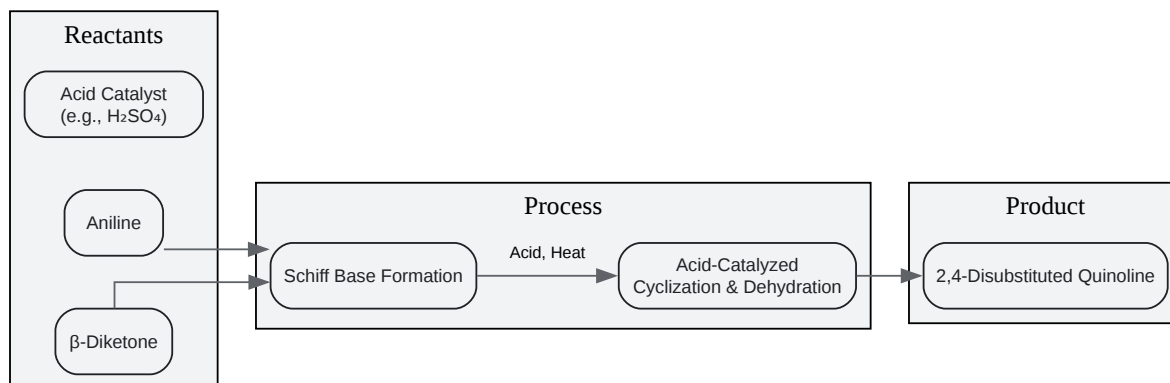 Reactants
Acid Catalyst
(e.g., H₂SO₄)
Aniline
β-Diketone
Process
Schiff Base Formation
Acid, Heat
Acid-Catalyzed
Cyclization & Dehydration
Product
2,4-Disubstituted Quinoline